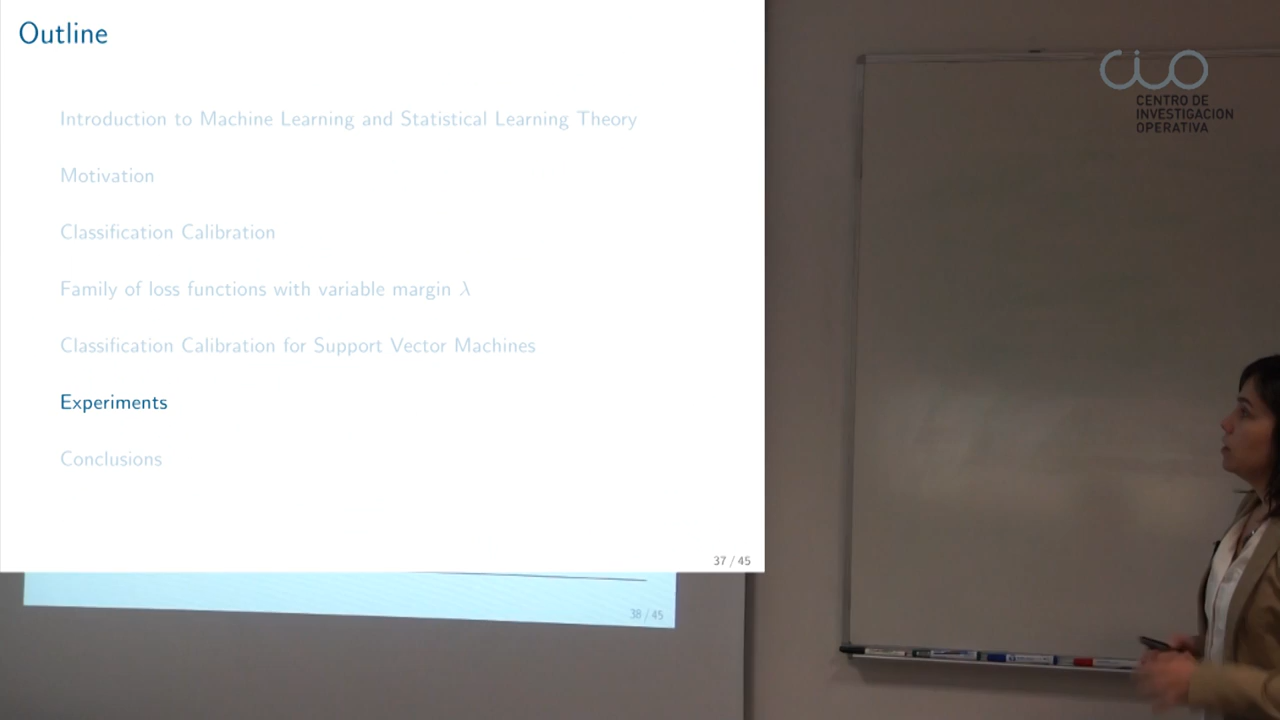 Outline
Introduction to Machine Learning and Statistical Learning Theory
Motivation
Classification Calibration
Family of loss functions with variable margin λ
Classification Calibration for Support Vector Machines
Experiments
Conclusions
37 / 45
38 / 45
CIO
CENTRO DE
INVESTIGACION
OPERATIVA